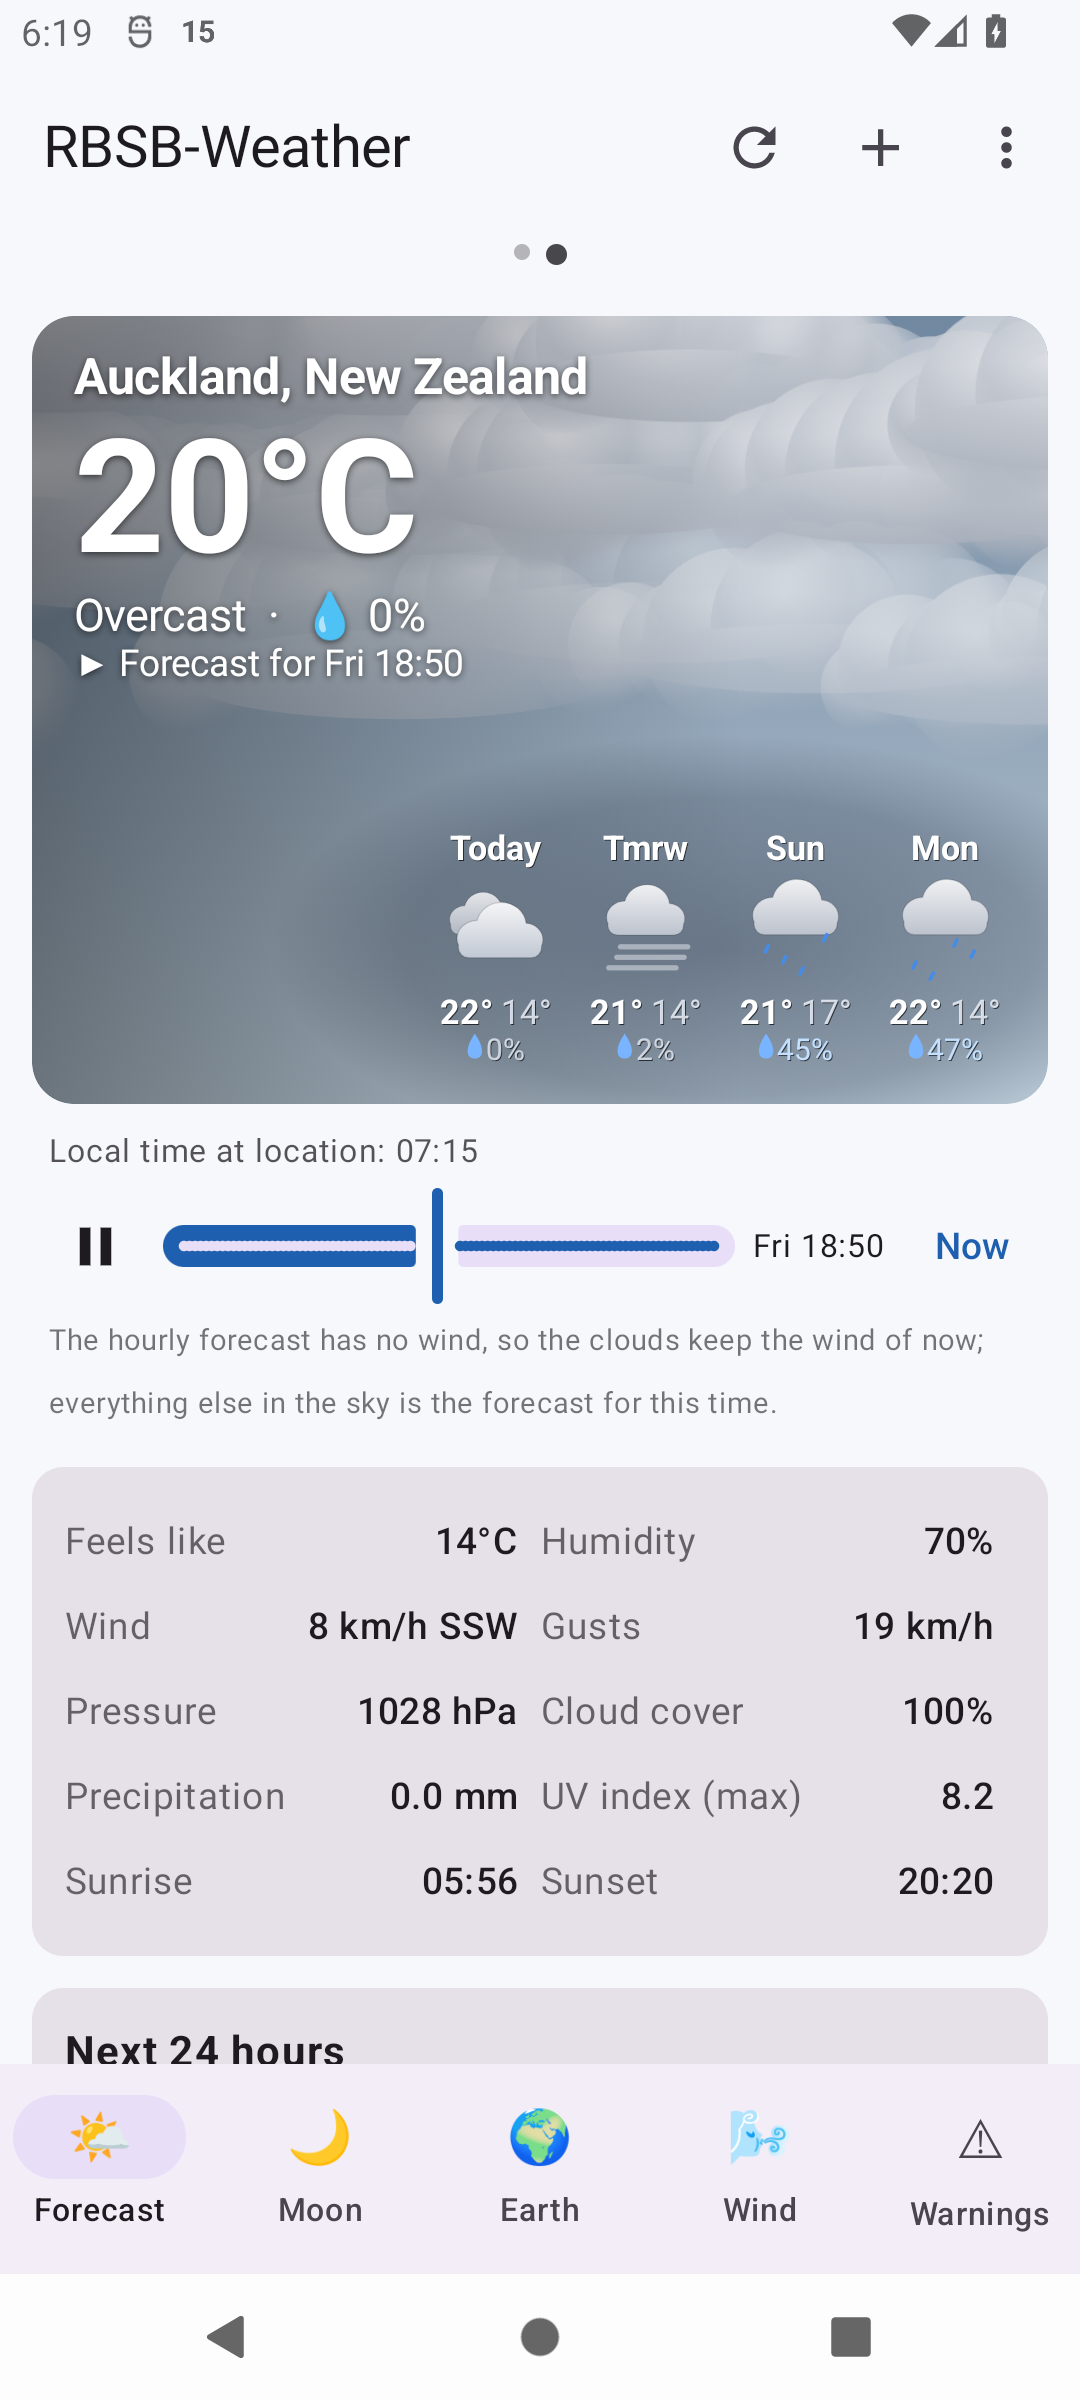 6:19 15
RBSB-Weather
Auckland, New Zealand
20°C
Overcast · 💧 0%
► Forecast for Fri 18:50
Today Tmrw Sun Mon
22° 14° 21° 14° 21° 17° 22° 14°
0% 2% 45% 47%
Local time at location: 07:15
Fri 18:50 Now
The hourly forecast has no wind, so the clouds keep the wind of now;
everything else in the sky is the forecast for this time.
Feels like 14°C Humidity 70%
Wind 8 km/h SSW Gusts 19 km/h
Pressure 1028 hPa Cloud cover 100%
Precipitation 0.0 mm UV index (max) 8.2
Sunrise 05:56 Sunset 20:20
Next 24 hours
Forecast Moon Earth Wind Warnings